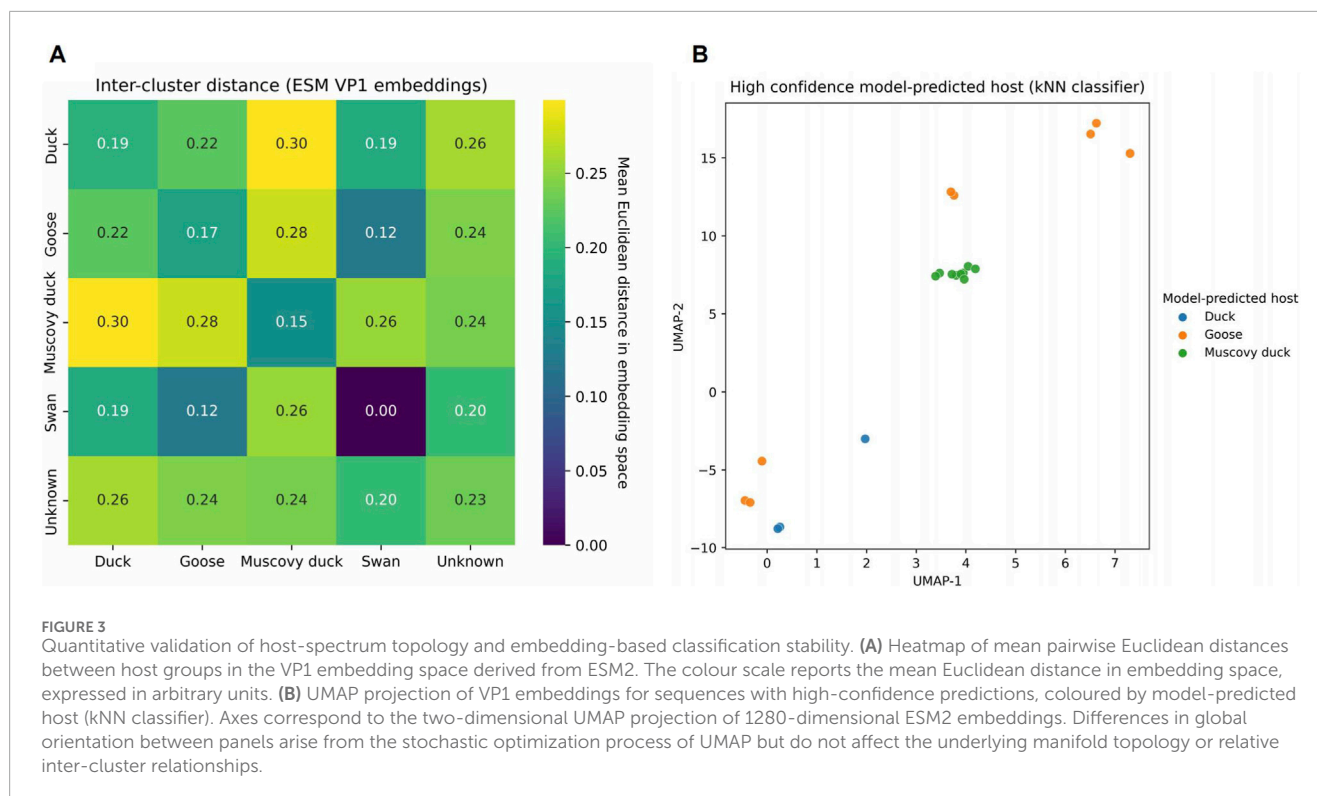 A
Inter-cluster distance (ESM VP1 embeddings)
Duck
Goose
Muscovy duck
Swan
Unknown
0.19 0.22 0.30 0.19 0.26
0.22 0.17 0.28 0.12 0.24
0.30 0.28 0.15 0.26 0.24
0.19 0.12 0.26 0.00 0.20
0.26 0.24 0.24 0.20 0.23
Duck Goose Muscovy duck Swan Unknown
0.25
0.20
0.15
0.10
0.05
0.00
Mean Euclidean distance in embedding space
B
High confidence model-predicted host (kNN classifier)
15
10
5
0
−5
−10
UMAP-2
0 1 2 3 4 5 6 7
UMAP-1
Model-predicted host
Duck
Goose
Muscovy duck
FIGURE 3
Quantitative validation of host-spectrum topology and embedding-based classification stability. (A) Heatmap of mean pairwise Euclidean distances
between host groups in the VP1 embedding space derived from ESM2. The colour scale reports the mean Euclidean distance in embedding space,
expressed in arbitrary units. (B) UMAP projection of VP1 embeddings for sequences with high-confidence predictions, coloured by model-predicted
host (kNN classifier). Axes correspond to the two-dimensional UMAP projection of 1280-dimensional ESM2 embeddings. Differences in global
orientation between panels arise from the stochastic optimization process of UMAP but do not affect the underlying manifold topology or relative
inter-cluster relationships.